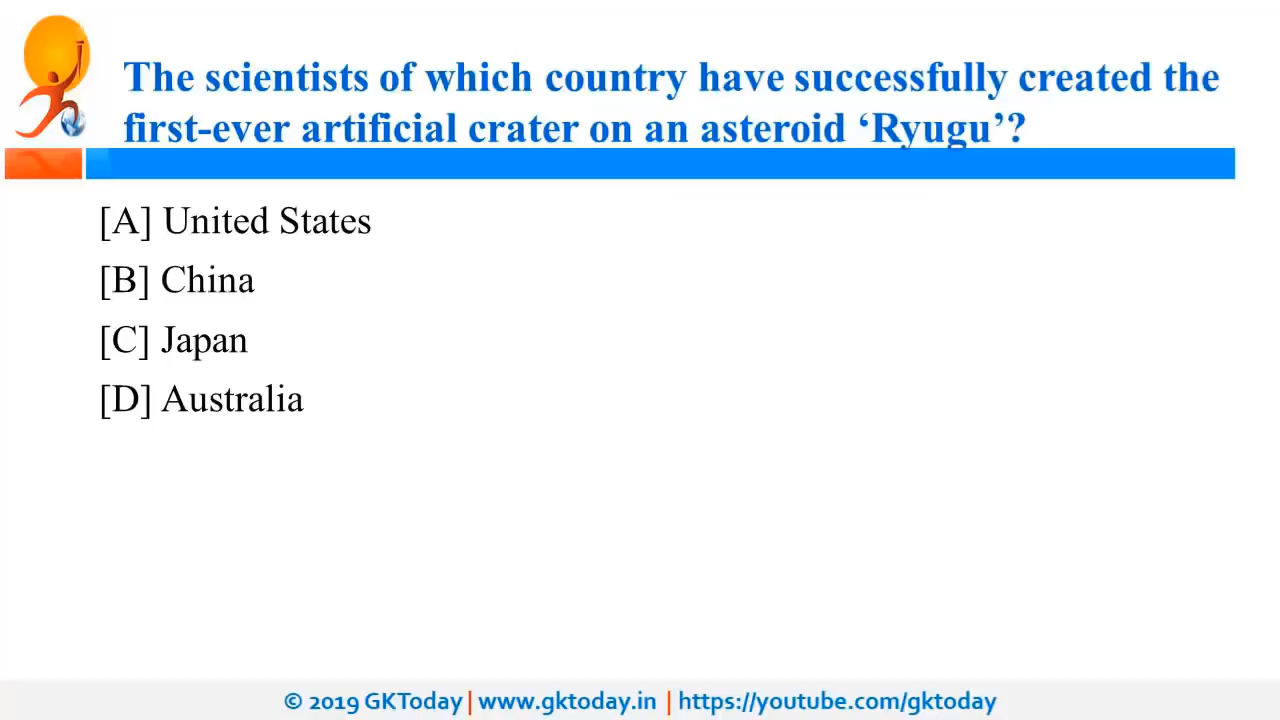 The scientists of which country have successfully created the
first-ever artificial crater on an asteroid ‘Ryugu’?
[A] United States
[B] China
[C] Japan
[D] Australia
© 2019 GKToday | www.gktoday.in | https://youtube.com/gktoday